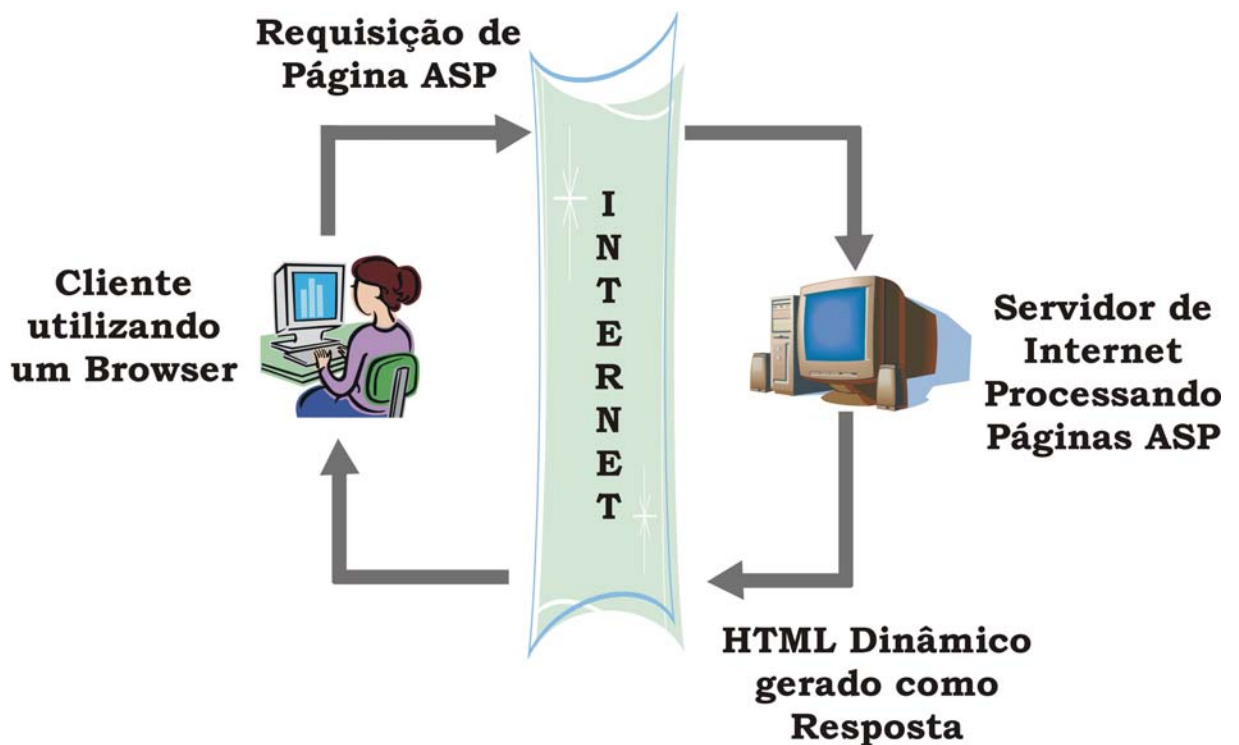 Requisição de
Página ASP
INTERNET
Cliente
utilizando
um Browser
Servidor de
Internet
Processando
Páginas ASP
HTML Dinâmico
gerado como
Resposta